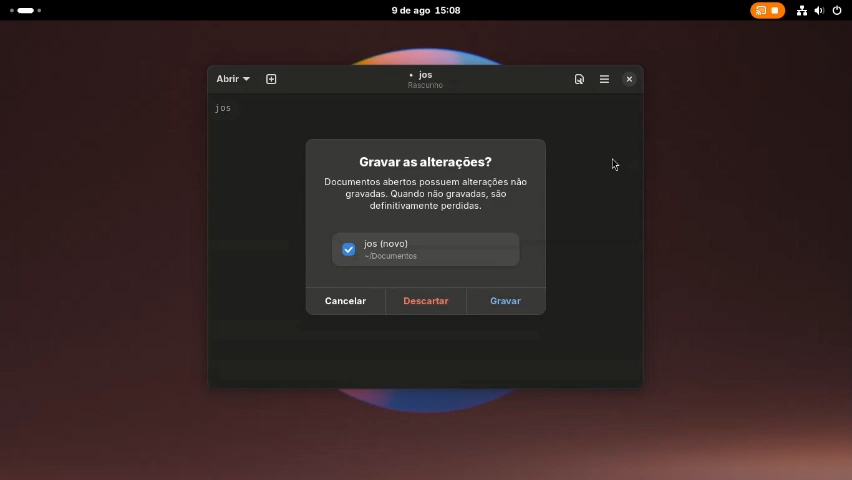 9 de ago 15:08
Abrir
• jos
Rascunho
jos
Gravar as alterações?
Documentos abertos possuem alterações não
gravadas. Quando não gravadas, são
definitivamente perdidas.
jos (novo)
~/Documentos
Cancelar
Descartar
Gravar